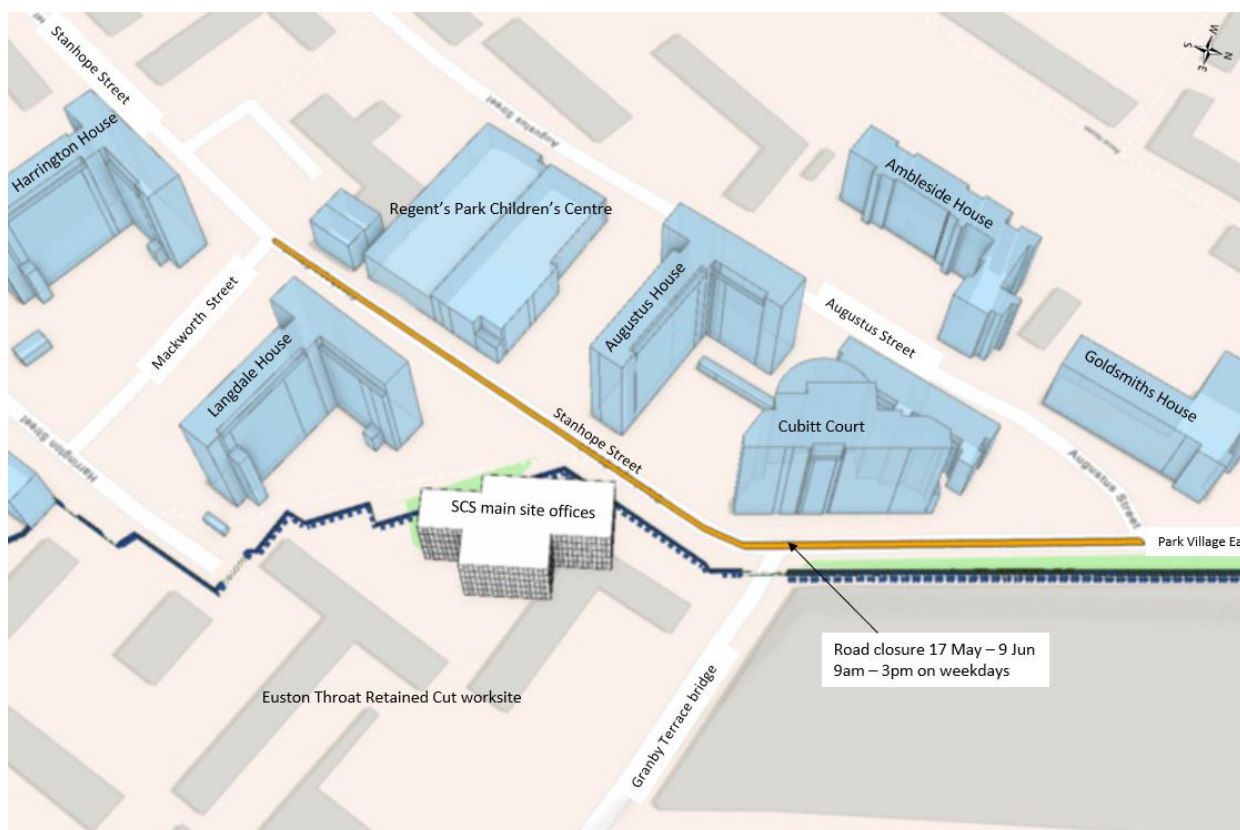 Stanhope Street
W
N
S
E
Augustus Street
Harrington House
Ambleside House
Regent's Park Children's Centre
Augustus House
Mackworth Street
Augustus Street
Langdale House
Goldsmiths House
Stanhope Street
Cubitt Court
Harrington Street
Augustus Street
SCS main site offices
Park Village Ea
Road closure 17 May – 9 Jun
9am – 3pm on weekdays
Euston Throat Retained Cut worksite
Granby Terrace bridge